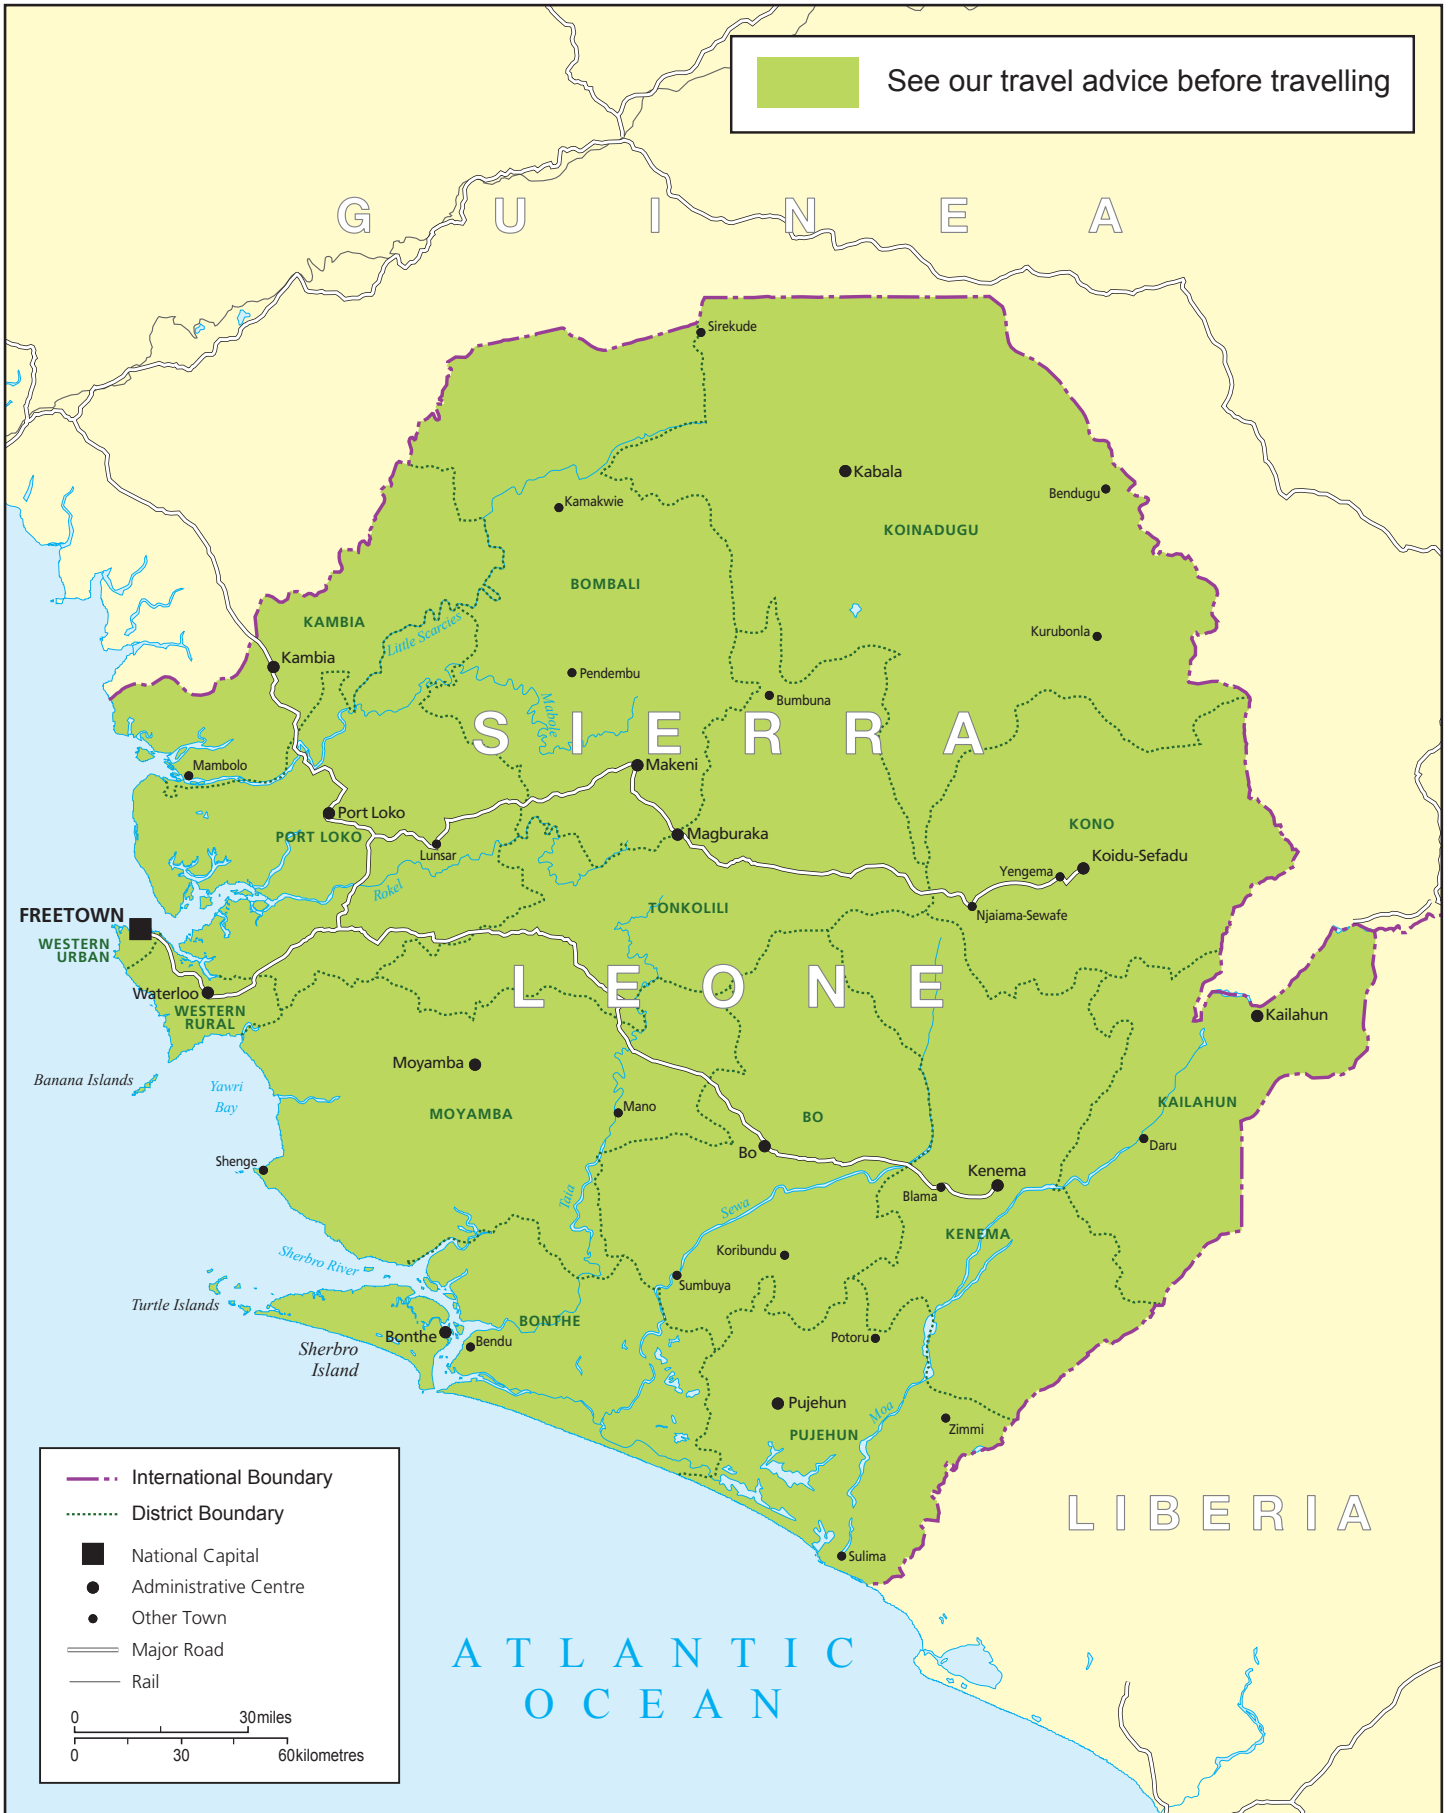 See our travel advice before travelling
G U I N E A
Sirekude
Kabala
Bendugu
Kamakwie
KOINADUGU
BOMBALI
KAMBIA
Little Scarcies
Kurubonla
Kambia
Pendembu
Mabole
Bumbuna
S I E R R A
Mambolo
Makeni
Port Loko
PORT LOKO
Lunsar
Magburaka
KONO
Koidu-Sefadu
Yengema
Rokel
TONKOLILI
Njaiama-Sewafe
FREETOWN
WESTERN
URBAN
L E O N E
Waterloo
WESTERN
RURAL
Kailahun
Moyamba
Banana Islands
Yawri
Bay
MOYAMBA
Mano
BO
KAILAHUN
Daru
Bo
Shenge
Kenema
Blama
Taia
Sewa
KENEMA
Koribundu
Sherbro River
Sumbuya
Turtle Islands
BONTHE
Bonthe
Bendu
Potoru
Sherbro
Island
Pujehun
Moa
PUJEHUN
Zimmi
LIBERIA
Sulima
ATLANTIC
OCEAN
International Boundary
District Boundary
National Capital
Administrative Centre
Other Town
Major Road
Rail
0 30miles
0 30 60kilometres